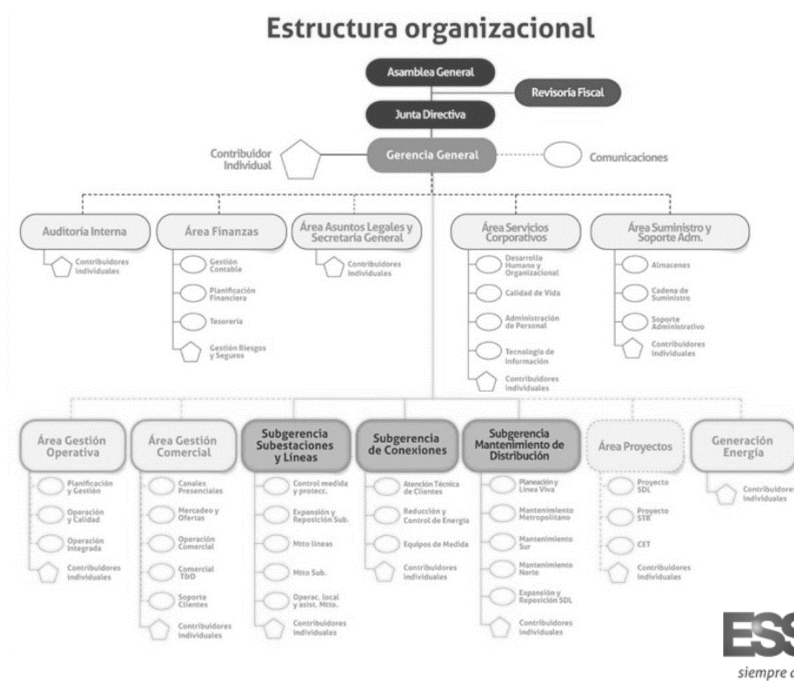 Estructura organizacional
Asamblea General
Revisoría Fiscal
Junta Directiva
Contribuidor
Individual
Gerencia General
Comunicaciones
Auditoría Interna
Contribuidores
individuales
Área Finanzas
Gestión
Contable
Planificación
Financiera
Tesorería
Gestión Riesgos
y Seguros
Área Asuntos Legales y
Secretaría General
Contribuidores
individuales
Área Servicios
Corporativos
Desarrollo
Humano y
Organizacional
Calidad de Vida
Administración
de Personal
Tecnología de
Información
Contribuidores
individuales
Área Suministro y
Soporte Adm.
Almacenes
Cadena de
Suministro
Soporte
Administrativo
Contribuidores
individuales
Área Gestión
Operativa
Planificación
y Gestión
Operación
y Calidad
Operación
Integrada
Contribuidores
individuales
Área Gestión
Comercial
Canales
Presenciales
Mercadeo y
Ofertas
Operación
Comercial
Comercial
T&D
Soporte
Clientes
Contribuidores
individuales
Subgerencia
Subestaciones
y Líneas
Control medida
y protecc.
Expansión y
Reposición Sub.
Mtto líneas
Mtto Sub.
Operac. local
y asist. Mtto.
Contribuidores
individuales
Subgerencia
de Conexiones
Atención Técnica
de Clientes
Reducción y
Control de Energía
Equipos de Medida
Contribuidores
individuales
Subgerencia
Mantenimiento de
Distribución
Planeación y
Línea Viva
Mantenimiento
Metropolitano
Mantenimiento
Sur
Mantenimiento
Norte
Expansión y
Reposición SDL
Contribuidores
individuales
Área Proyectos
Proyecto
SDL
Proyecto
STR
CET
Contribuidores
individuales
Generación
Energía
Contribuidores
individuales
ESS
siempre a